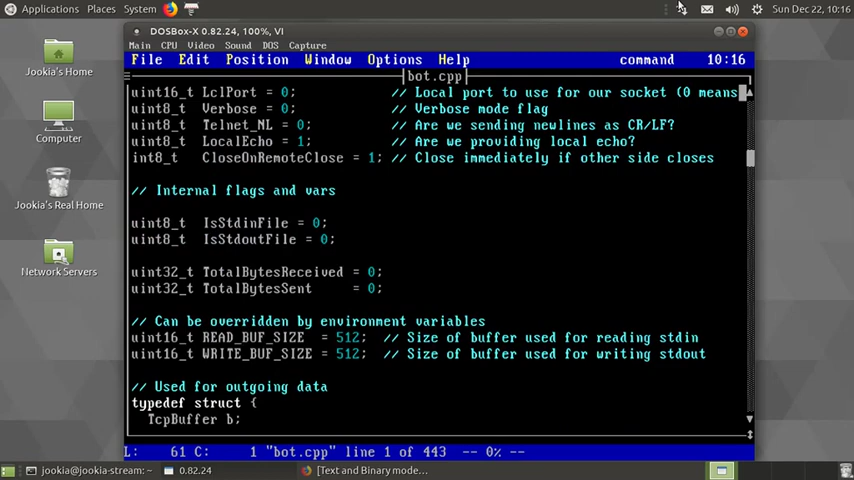 Applications Places System Sun Dec 22, 10:16
Jookia's Home
Computer
Jookia's Real Home
Network Servers
DOSBox-X 0.82.24, 100%, VI
Main CPU Video Sound DOS Capture
File Edit Position Window Options Help command 10:16
bot.cpp
uint16_t LclPort = 0; // Local port to use for our socket (0 means
uint8_t Verbose = 0; // Verbose mode flag
uint8_t Telnet_NL = 0; // Are we sending newlines as CR/LF?
uint8_t LocalEcho = 1; // Are we providing local echo?
int8_t CloseOnRemoteClose = 1; // Close immediately if other side closes
// Internal flags and vars
uint8_t IsStdinFile = 0;
uint8_t IsStdoutFile = 0;
uint32_t TotalBytesReceived = 0;
uint32_t TotalBytesSent = 0;
// Can be overridden by environment variables
uint16_t READ_BUF_SIZE = 512; // Size of buffer used for reading stdin
uint16_t WRITE_BUF_SIZE = 512; // Size of buffer used for writing stdout
// Used for outgoing data
typedef struct {
TcpBuffer b;
L: 61 C: 1 "bot.cpp" line 1 of 443 -- 0% --
jookia@jookia-stream: ~ 0.82.24 [Text and Binary mode...